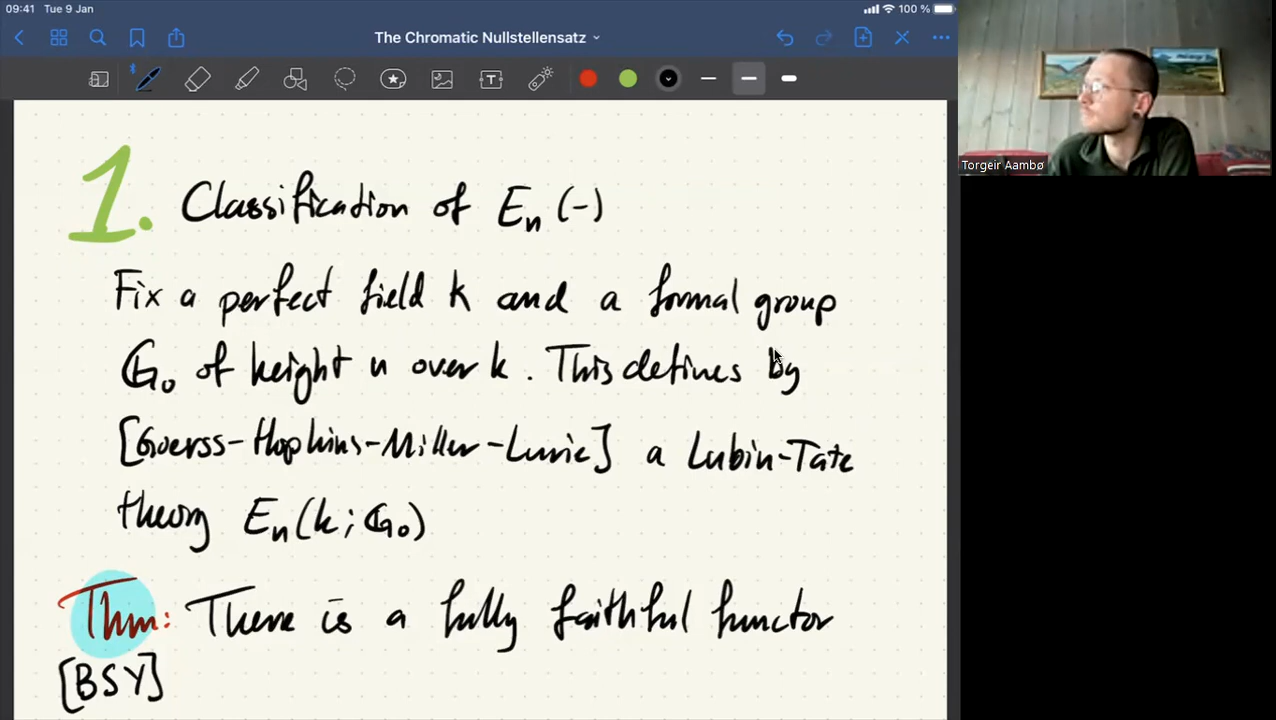 09:41 Tue 9 Jan
100 %
The Chromatic Nullstellensatz
T
1. Classification of Eₙ(-)
Fix a perfect field k and a formal group
𝔾₀ of height n over k. This defines by
[Goerss-Hopkins-Miller-Lurie] a Lubin-Tate
theory Eₙ(k; 𝔾₀)
Thm: There is a fully faithful functor
[BSY]
Torgeir Aambø